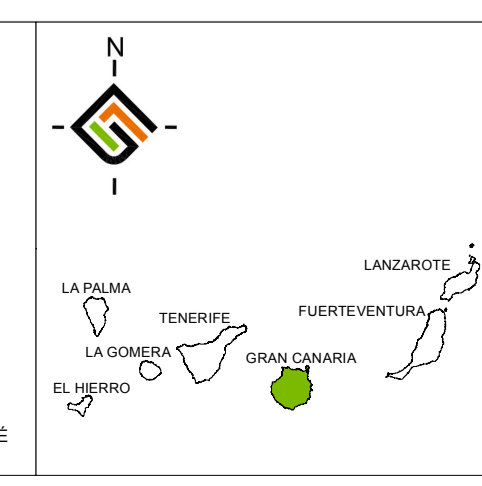 N
LANZAROTE
LA PALMA
FUERTEVENTURA
TENERIFE
LA GOMERA
GRAN CANARIA
EL HIERRO
É